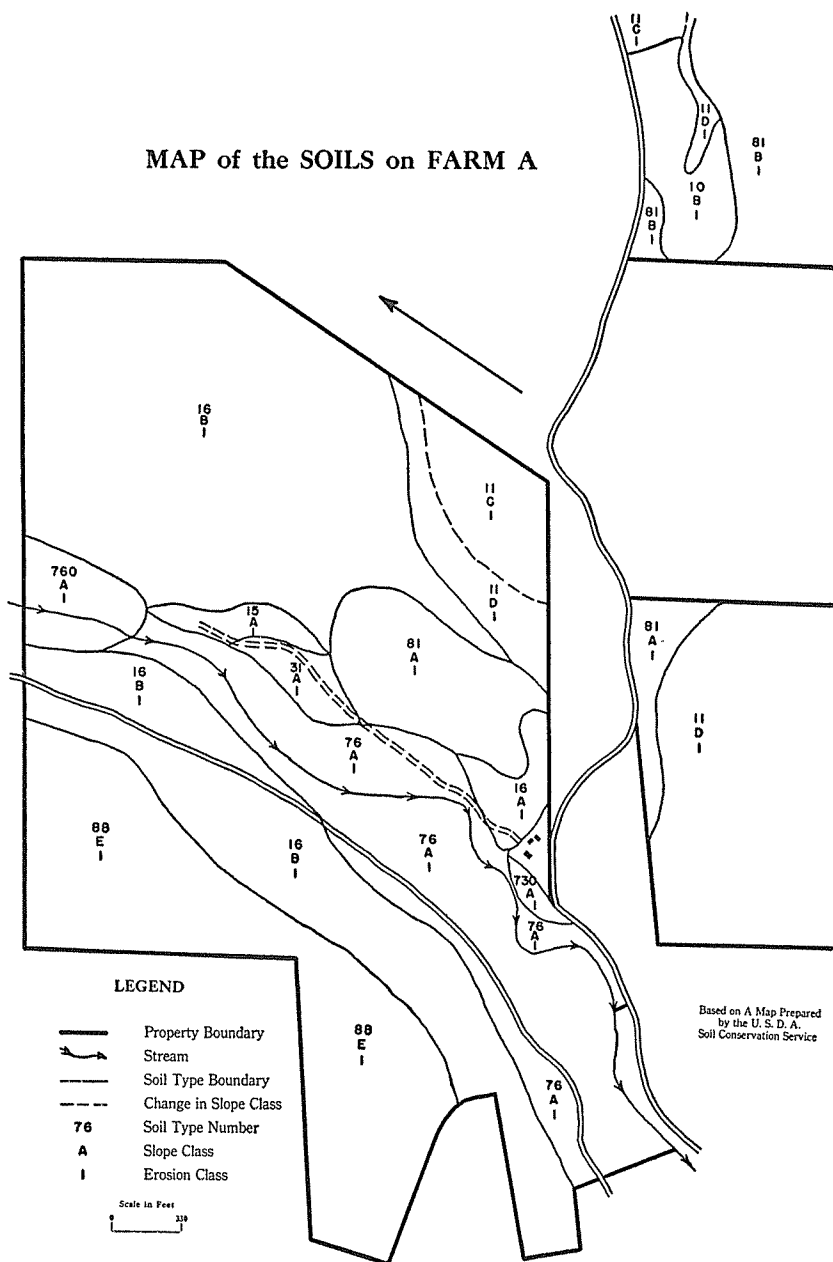 11
C
I
11
D
I
81
B
I
MAP of the SOILS on FARM A
10
B
I
81
B
I
16
B
I
11
C
I
760
A
I
11
D
I
15
A
I
81
A
I
81
A
I
31
A
I
16
B
I
11
D
I
76
A
I
16
A
I
88
E
I
16
B
I
76
A
I
730
A
I
76
A
I
LEGEND
Property Boundary
Stream
Soil Type Boundary
Change in Slope Class
76 Soil Type Number
A Slope Class
I Erosion Class
Scale in Feet
0 330
88
E
I
76
A
I
Based on A Map Prepared
by the U. S. D. A.
Soil Conservation Service